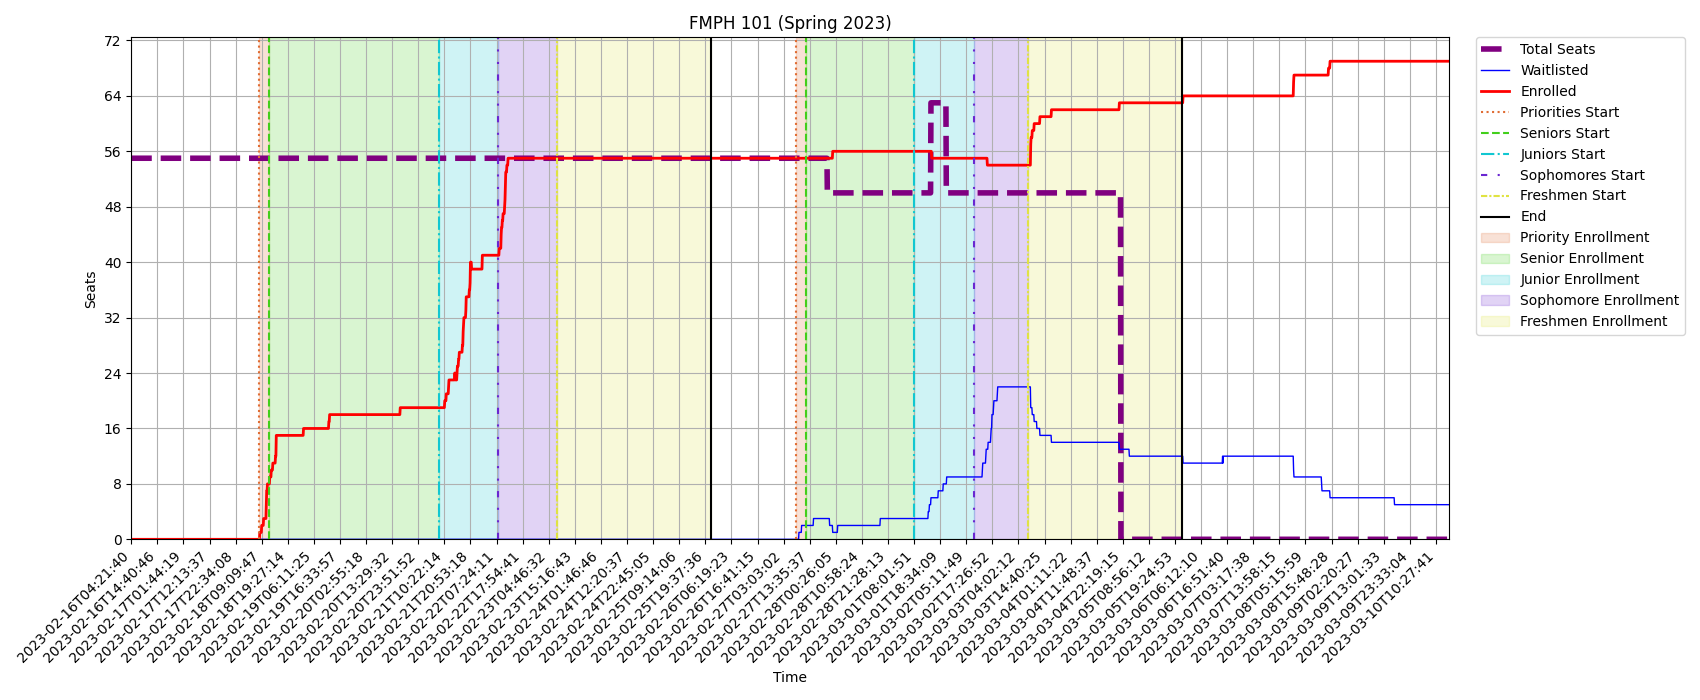 FMPH 101 (Spring 2023)
72
64
56
48
40
32
24
16
8
0
Seats
2023-02-16T04:21:40
2023-02-16T14:40:46
2023-02-17T01:44:19
2023-02-17T12:13:37
2023-02-17T22:34:08
2023-02-18T09:09:47
2023-02-18T19:27:14
2023-02-19T06:11:25
2023-02-19T16:33:57
2023-02-20T02:55:18
2023-02-20T13:29:32
2023-02-20T23:51:52
2023-02-21T10:22:14
2023-02-21T20:53:18
2023-02-22T07:24:11
2023-02-22T17:54:41
2023-02-23T04:46:32
2023-02-23T15:16:43
2023-02-24T01:46:46
2023-02-24T12:20:37
2023-02-24T22:45:05
2023-02-25T09:14:06
2023-02-25T19:37:36
2023-02-26T06:19:23
2023-02-26T16:41:15
2023-02-27T03:03:02
2023-02-27T13:35:37
2023-02-28T00:26:05
2023-02-28T10:58:24
2023-02-28T21:28:13
2023-03-01T08:01:51
2023-03-01T18:34:09
2023-03-02T05:11:49
2023-03-02T17:26:52
2023-03-03T04:02:12
2023-03-03T14:40:25
2023-03-04T01:11:22
2023-03-04T11:48:37
2023-03-04T22:19:15
2023-03-05T08:56:12
2023-03-05T19:24:53
2023-03-06T06:12:10
2023-03-06T16:51:40
2023-03-07T03:17:38
2023-03-07T13:58:15
2023-03-08T05:15:59
2023-03-08T15:48:28
2023-03-09T02:20:27
2023-03-09T13:01:33
2023-03-09T23:33:04
2023-03-10T10:27:41
Time
Total Seats
Waitlisted
Enrolled
Priorities Start
Seniors Start
Juniors Start
Sophomores Start
Freshmen Start
End
Priority Enrollment
Senior Enrollment
Junior Enrollment
Sophomore Enrollment
Freshmen Enrollment